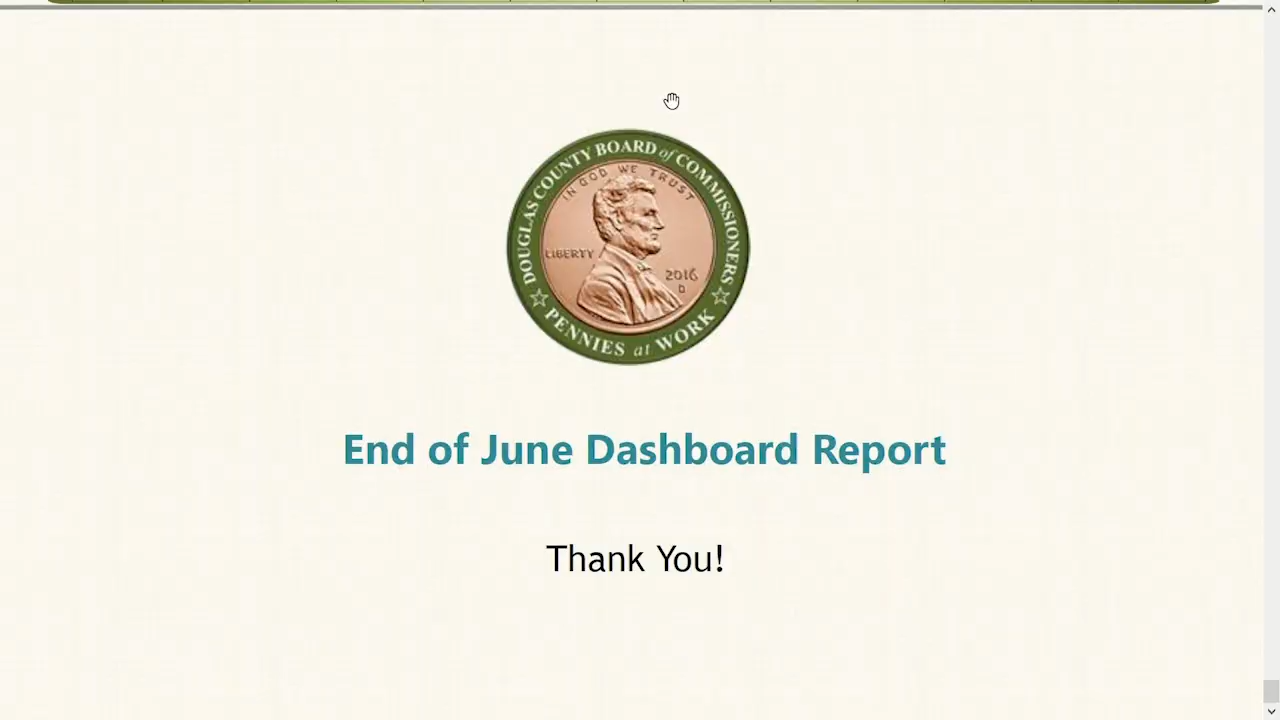 DOUGLAS COUNTY BOARD of COMMISSIONERS
IN GOD WE TRUST
LIBERTY
2016
D
PENNIES at WORK
End of June Dashboard Report
Thank You!